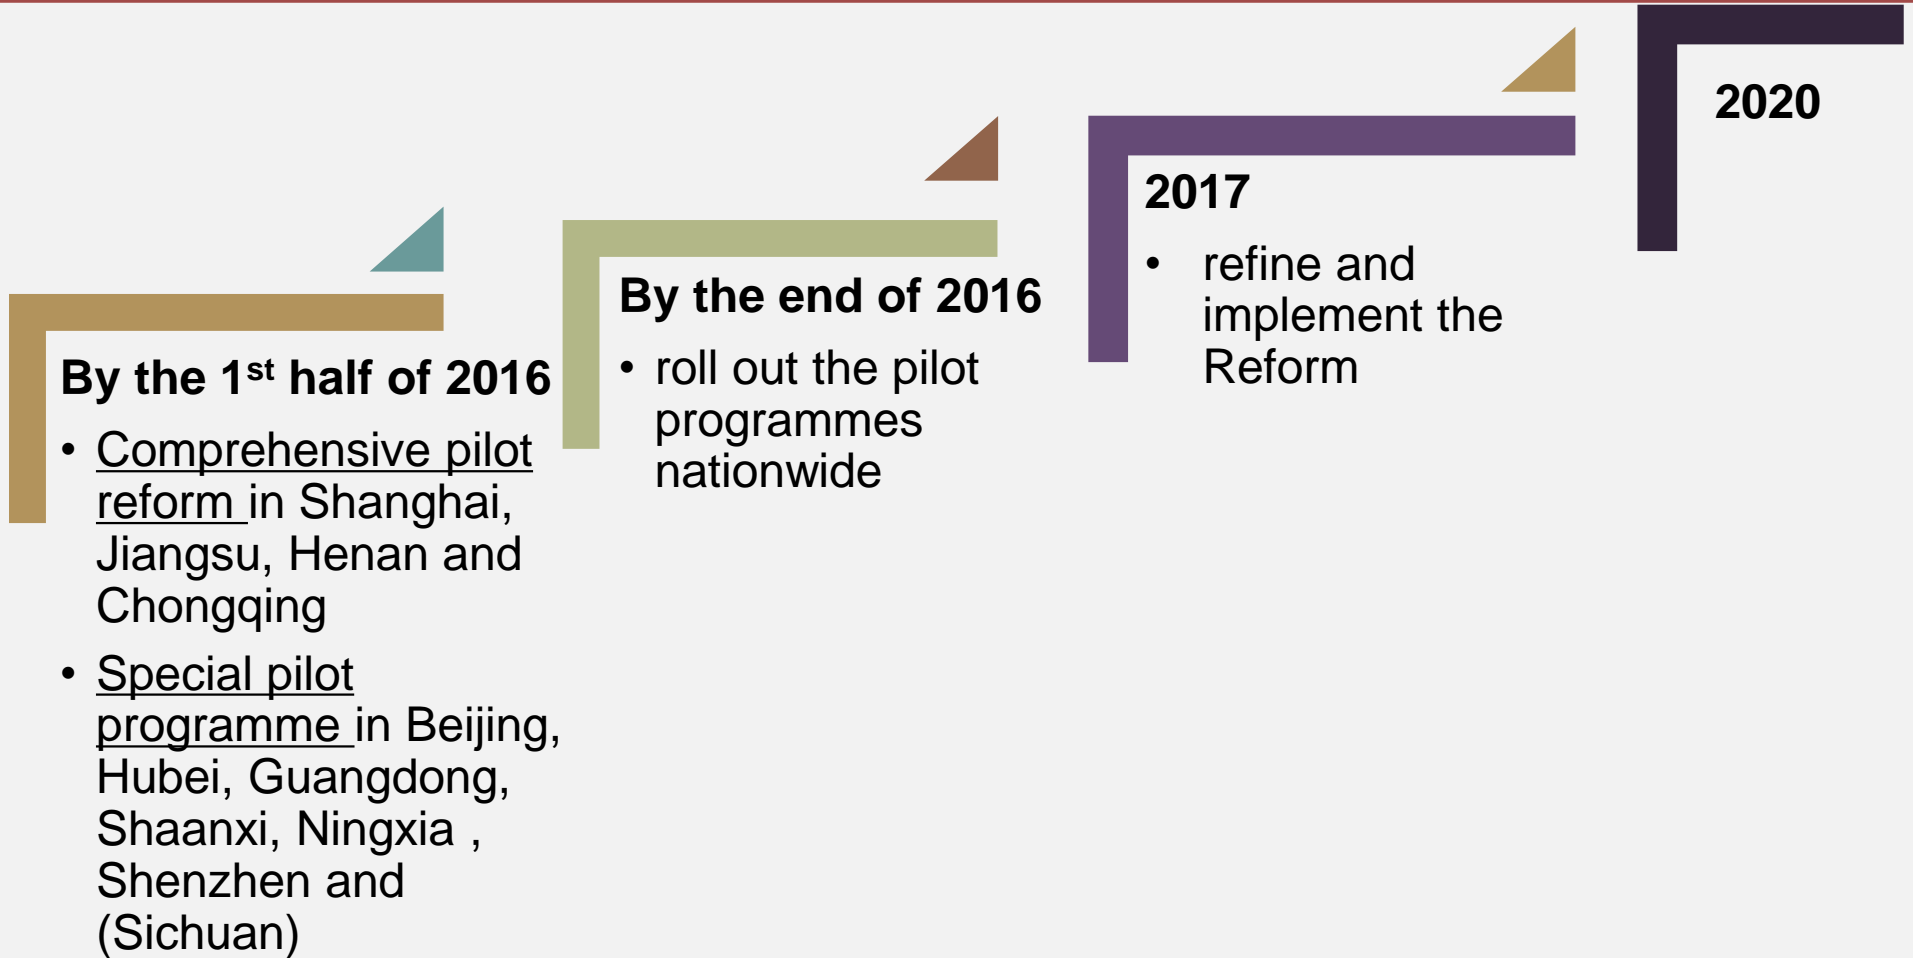 By the 1st half of 2016
• Comprehensive pilot
reform in Shanghai,
Jiangsu, Henan and
Chongqing
• Special pilot
programme in Beijing,
Hubei, Guangdong,
Shaanxi, Ningxia ,
Shenzhen and
(Sichuan)
By the end of 2016
• roll out the pilot
programmes
nationwide
2017
• refine and
implement the
Reform
2020